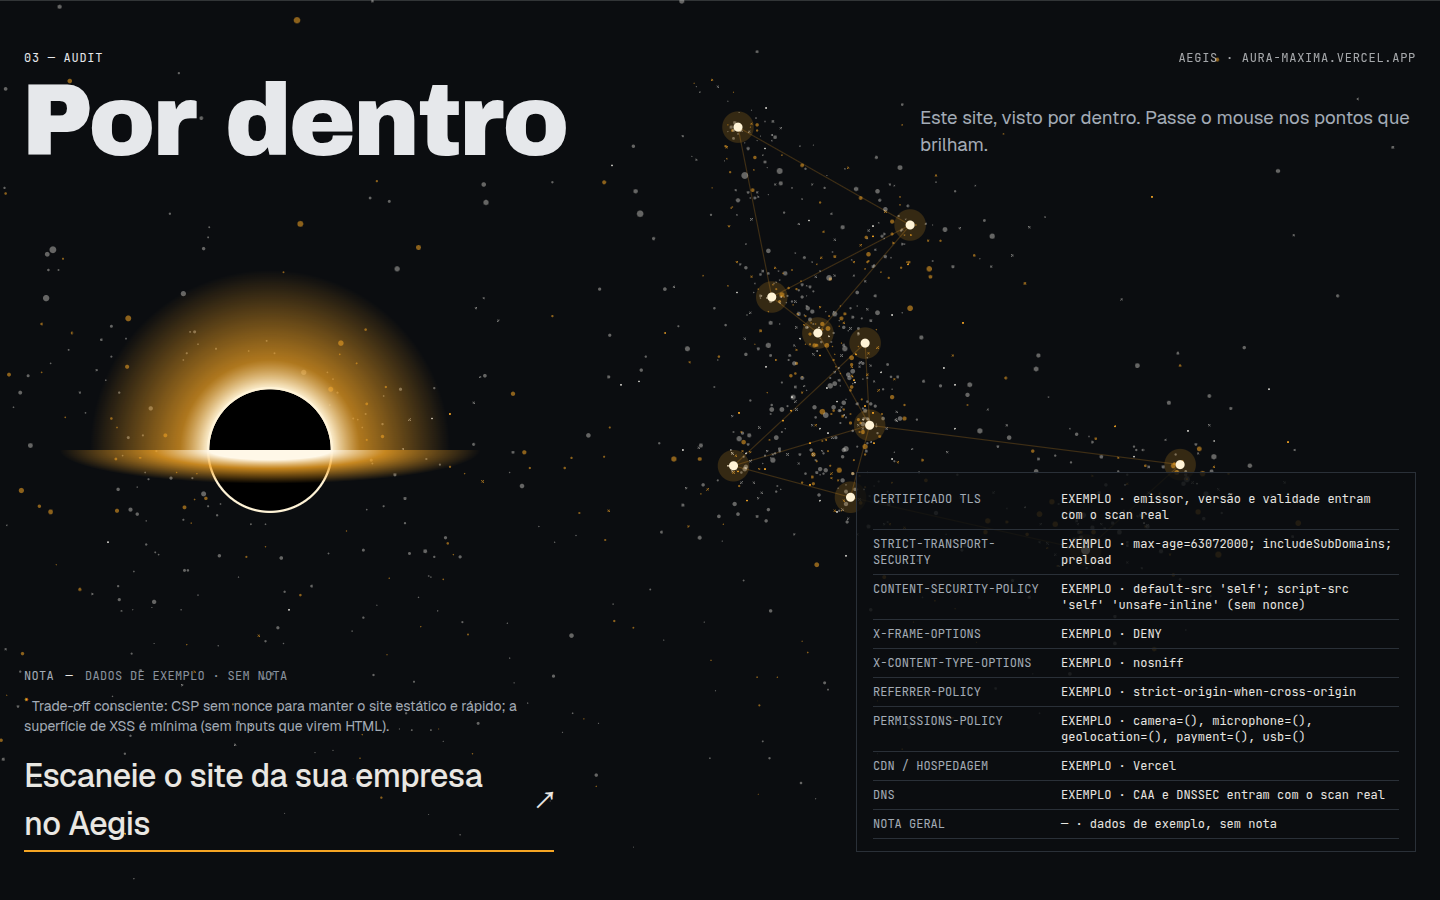 03 — AUDIT
AEGIS · AURA-MAXIMA.VERCEL.APP
Por dentro
Este site, visto por dentro. Passe o mouse nos pontos que
brilham.
NOTA — DADOS DE EXEMPLO · SEM NOTA
Trade-off consciente: CSP sem nonce para manter o site estático e rápido; a
superfície de XSS é mínima (sem inputs que virem HTML).
Escaneie o site da sua empresa
no Aegis ↗
CERTIFICADO TLS EXEMPLO · emissor, versão e validade entram
com o scan real
STRICT-TRANSPORT- EXEMPLO · max-age=63072000; includeSubDomains;
SECURITY preload
CONTENT-SECURITY-POLICY EXEMPLO · default-src 'self'; script-src
'self' 'unsafe-inline' (sem nonce)
X-FRAME-OPTIONS EXEMPLO · DENY
X-CONTENT-TYPE-OPTIONS EXEMPLO · nosniff
REFERRER-POLICY EXEMPLO · strict-origin-when-cross-origin
PERMISSIONS-POLICY EXEMPLO · camera=(), microphone=(),
geolocation=(), payment=(), usb=()
CDN / HOSPEDAGEM EXEMPLO · Vercel
DNS EXEMPLO · CAA e DNSSEC entram com o scan real
NOTA GERAL — · dados de exemplo, sem nota